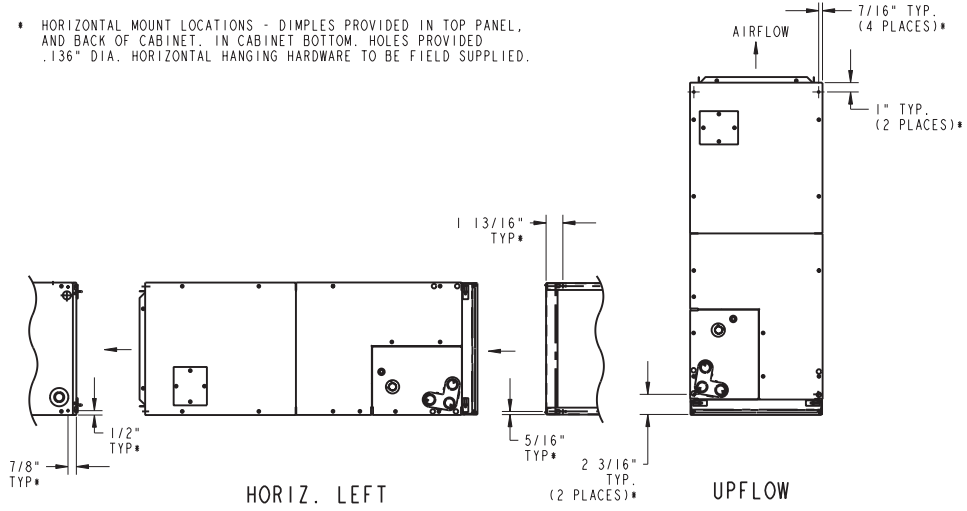 * HORIZONTAL MOUNT LOCATIONS - DIMPLES PROVIDED IN TOP PANEL,
AND BACK OF CABINET. IN CABINET BOTTOM. HOLES PROVIDED
.136" DIA. HORIZONTAL HANGING HARDWARE TO BE FIELD SUPPLIED.
7/16" TYP.
(4 PLACES)*
AIRFLOW
1" TYP.
(2 PLACES)*
1 13/16"
TYP*
1/2"
TYP*
7/8"
TYP*
5/16"
TYP*
2 3/16"
TYP.
(2 PLACES)*
HORIZ. LEFT
UPFLOW